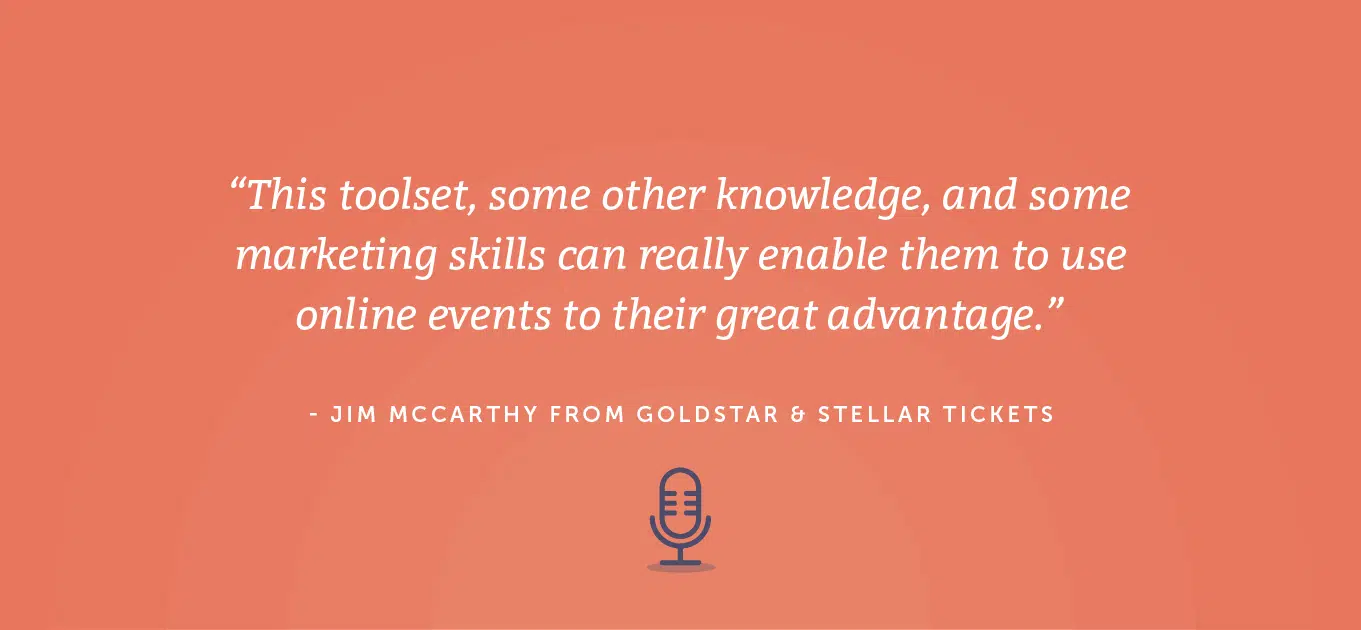 “This toolset, some other knowledge, and some
marketing skills can really enable them to use
online events to their great advantage.”
- JIM MCCARTHY FROM GOLDSTAR & STELLAR TICKETS